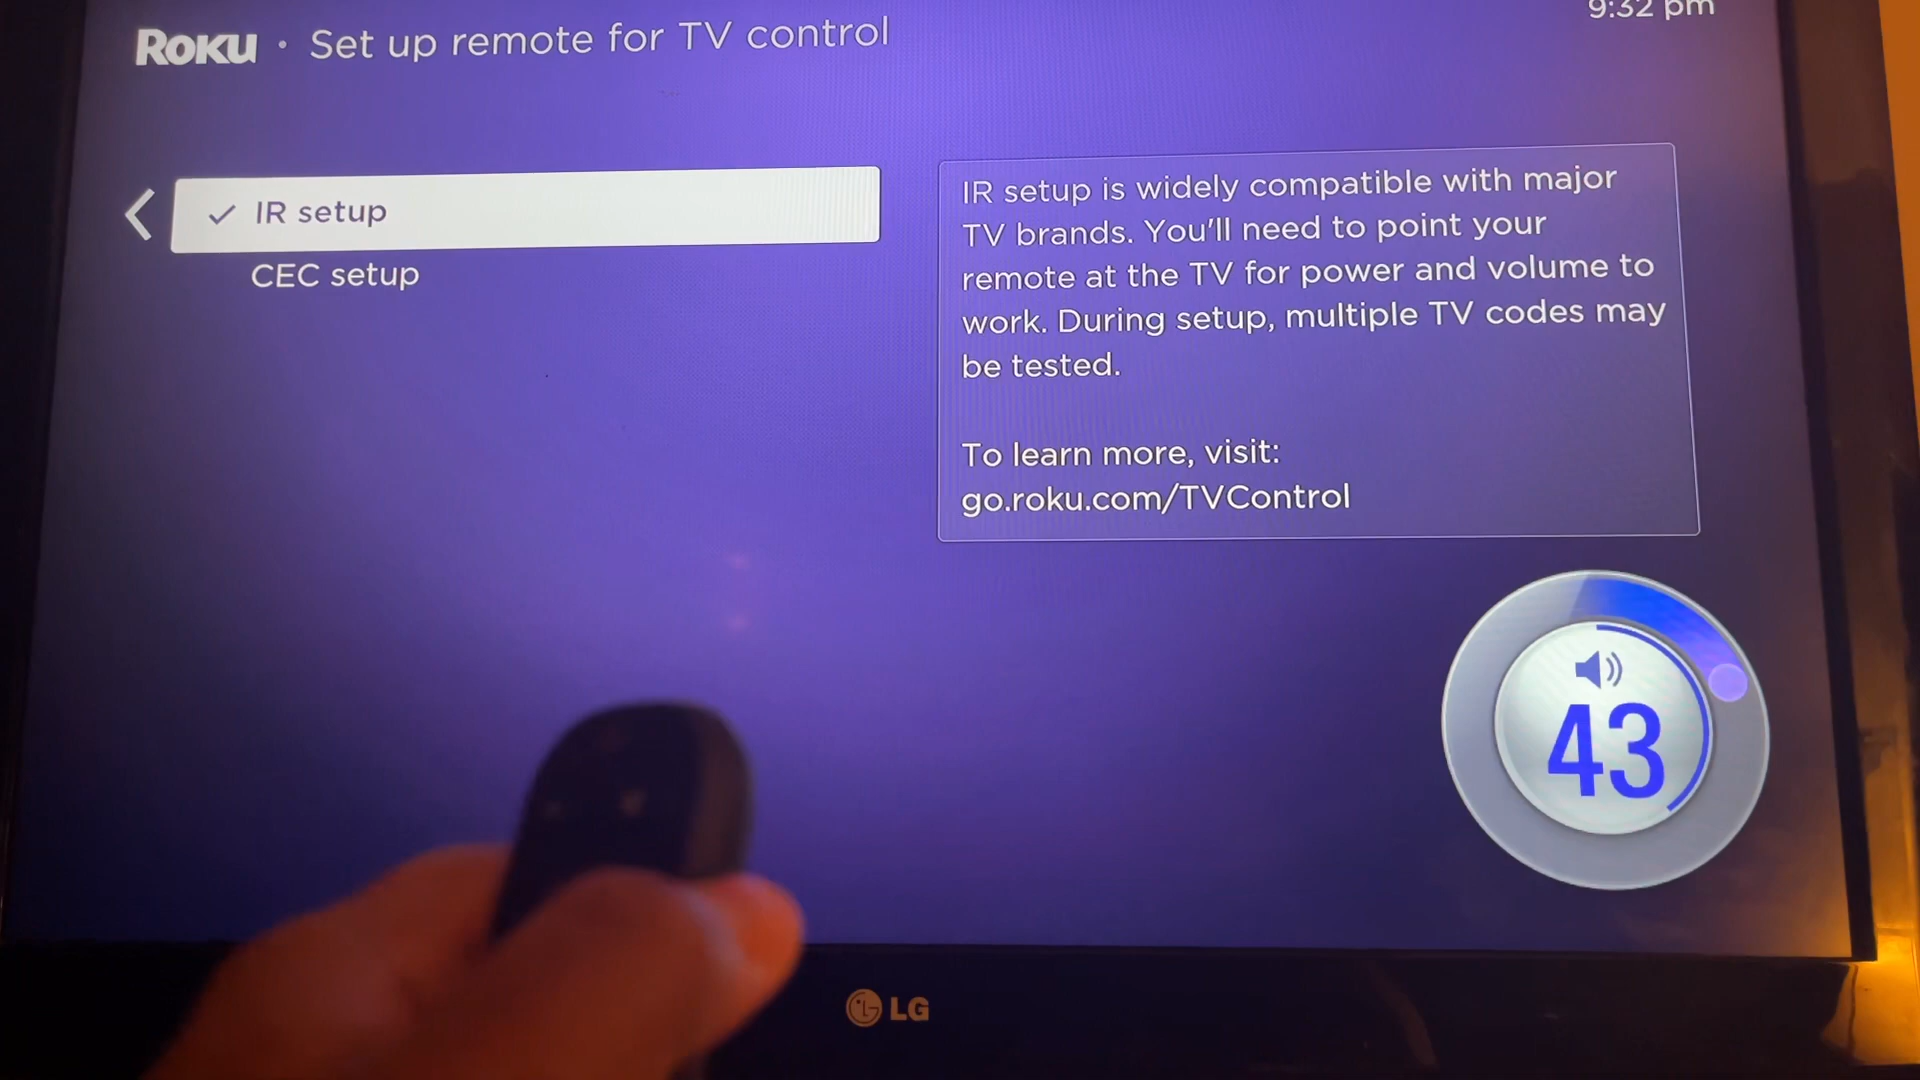 Roku · Set up remote for TV control
9:32 pm
IR setup
CEC setup
IR setup is widely compatible with major
TV brands. You'll need to point your
remote at the TV for power and volume to
work. During setup, multiple TV codes may
be tested.
To learn more, visit:
go.roku.com/TVControl
43
LG